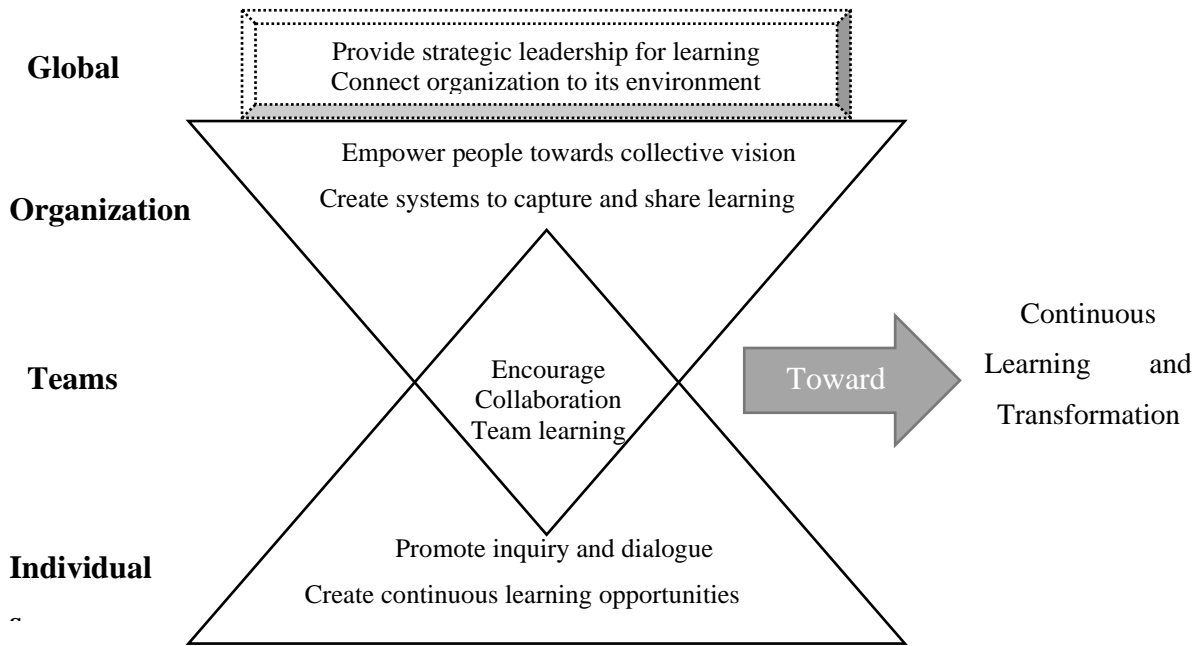 Global
Provide strategic leadership for learning
Connect organization to its environment
Empower people towards collective vision
Organization
Create systems to capture and share learning
Teams
Encourage
Collaboration
Team learning
Toward
Continuous
Learning and
Transformation
Promote inquiry and dialogue
Individual
Create continuous learning opportunities